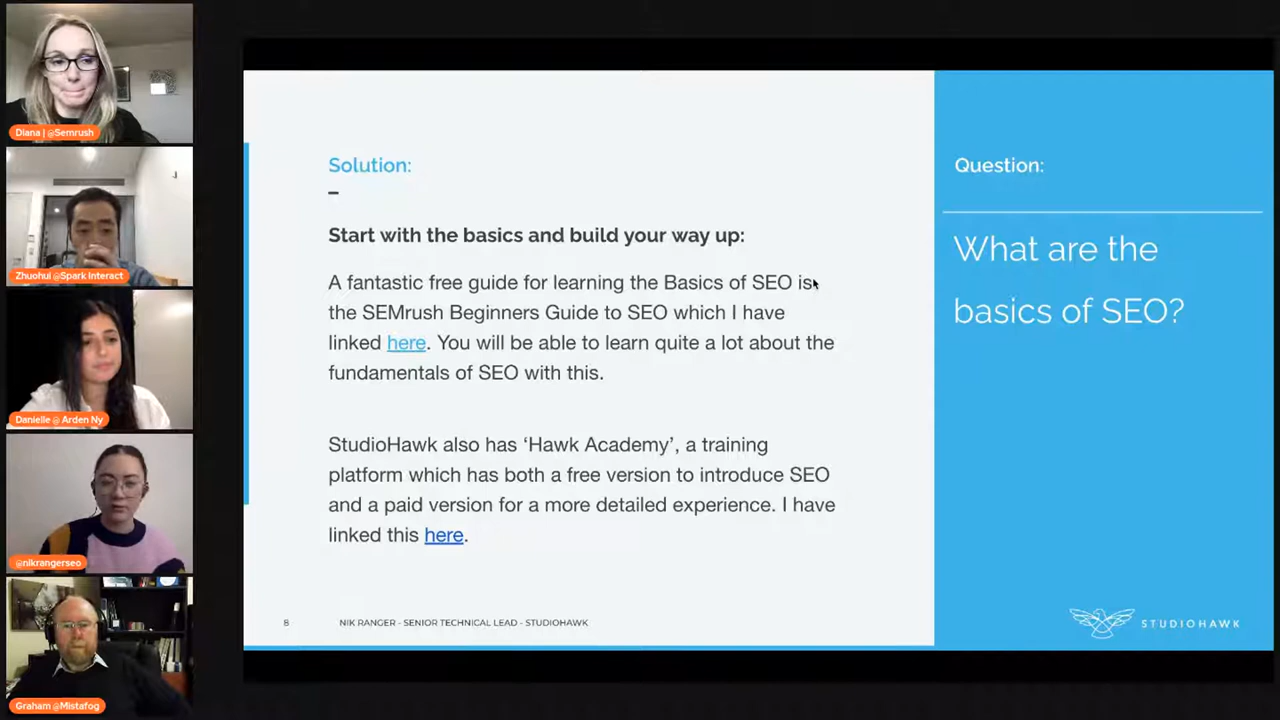 Diana | @Semrush
Zhuohui @Spark Interact
Danielle @ Arden Ny
@nikrangerseo
Graham @Mistafog
Solution:
–
Start with the basics and build your way up:
A fantastic free guide for learning the Basics of SEO is
the SEMrush Beginners Guide to SEO which I have
linked here. You will be able to learn quite a lot about the
fundamentals of SEO with this.
StudioHawk also has ‘Hawk Academy’, a training
platform which has both a free version to introduce SEO
and a paid version for a more detailed experience. I have
linked this here.
8
NIK RANGER - SENIOR TECHNICAL LEAD - STUDIOHAWK
Question:
What are the
basics of SEO?
STUDIOHAWK